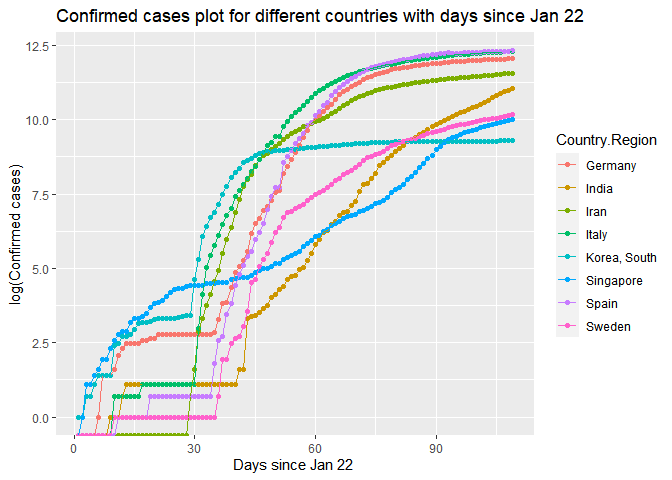 Confirmed cases plot for different countries with days since Jan 22
12.5
10.0
7.5
5.0
2.5
0.0
log(Confirmed cases)
0
30
60
90
Days since Jan 22
Country.Region
Germany
India
Iran
Italy
Korea, South
Singapore
Spain
Sweden